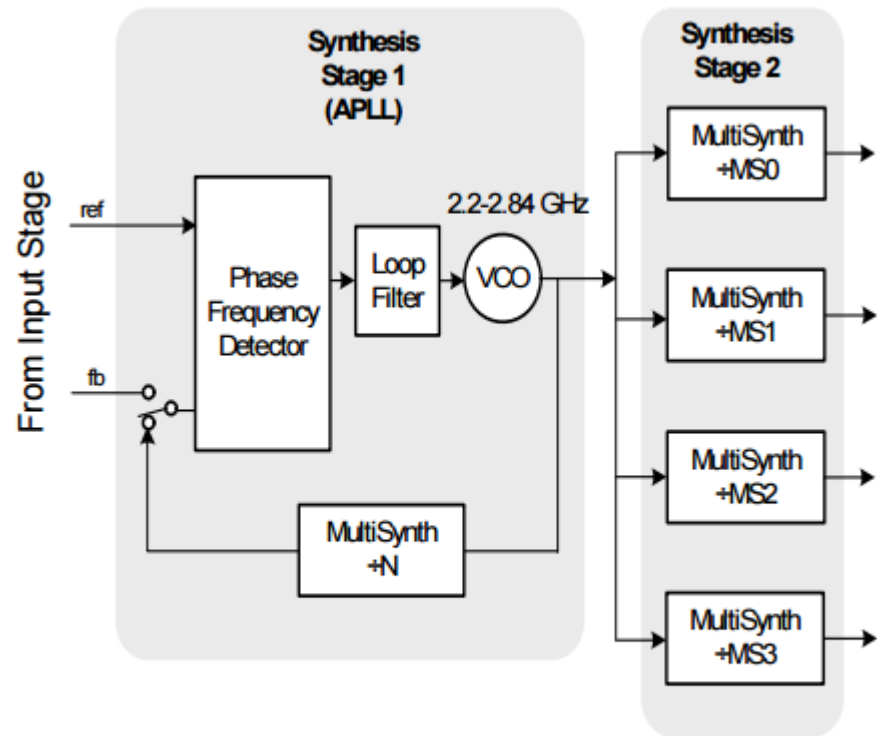 Synthesis
Stage 1
(APLL)
Synthesis
Stage 2
From Input Stage
ref
fb
Phase
Frequency
Detector
Loop
Filter
2.2-2.84 GHz
VCO
MultiSynth
÷N
MultiSynth
÷MS0
MultiSynth
÷MS1
MultiSynth
÷MS2
MultiSynth
÷MS3